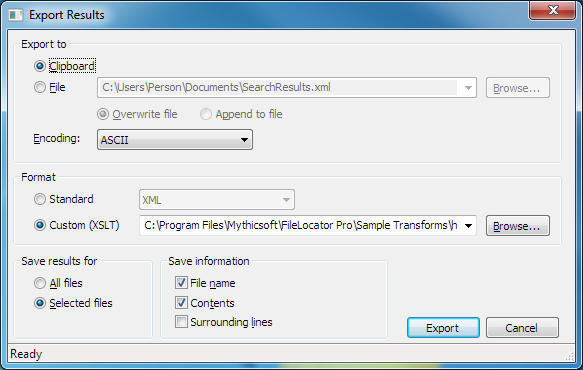 Export Results
Export to
Clipboard
File C:\Users\Person\Documents\SearchResults.xml Browse...
Overwrite file Append to file
Encoding: ASCII
Format
Standard XML
Custom (XSLT) C:\Program Files\Mythicsoft\FileLocator Pro\Sample Transforms\h Browse...
Save results for
All files
Selected files
Save information
File name
Contents
Surrounding lines
Export Cancel
Ready